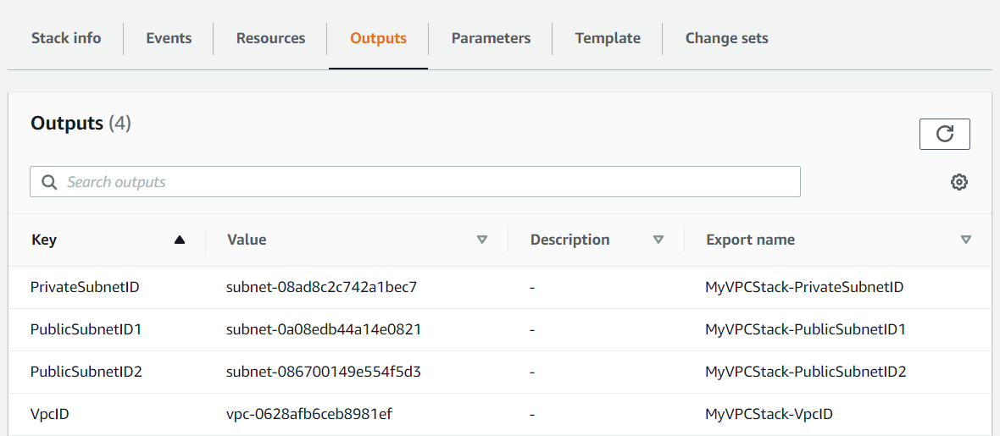 Stack info Events Resources Outputs Parameters Template Change sets
Outputs (4)
Search outputs
Key Value Description Export name
PrivateSubnetID subnet-08ad8c2c742a1bec7 - MyVPCStack-PrivateSubnetID
PublicSubnetID1 subnet-0a08edb44a14e0821 - MyVPCStack-PublicSubnetID1
PublicSubnetID2 subnet-086700149e554f5d3 - MyVPCStack-PublicSubnetID2
VpcID vpc-0628afb6ceb8981ef - MyVPCStack-VpcID